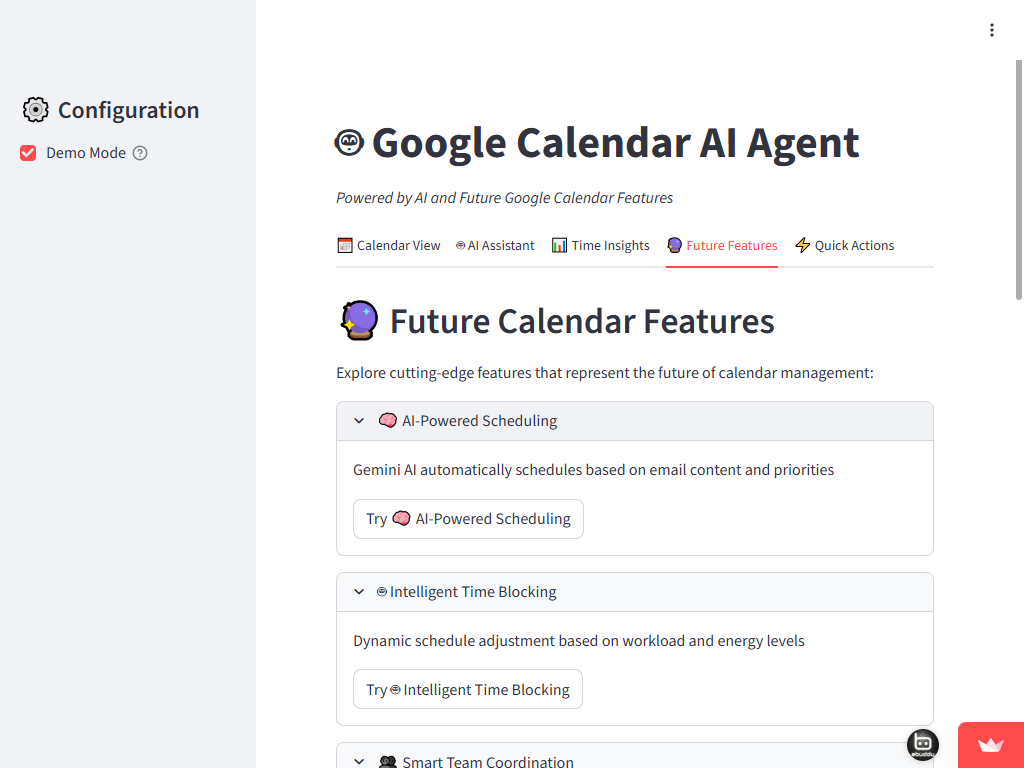 Configuration
Demo Mode
Google Calendar AI Agent
Powered by AI and Future Google Calendar Features
Calendar View AI Assistant Time Insights Future Features Quick Actions
Future Calendar Features
Explore cutting-edge features that represent the future of calendar management:
AI-Powered Scheduling
Gemini AI automatically schedules based on email content and priorities
Try AI-Powered Scheduling
Intelligent Time Blocking
Dynamic schedule adjustment based on workload and energy levels
Try Intelligent Time Blocking
Smart Team Coordination